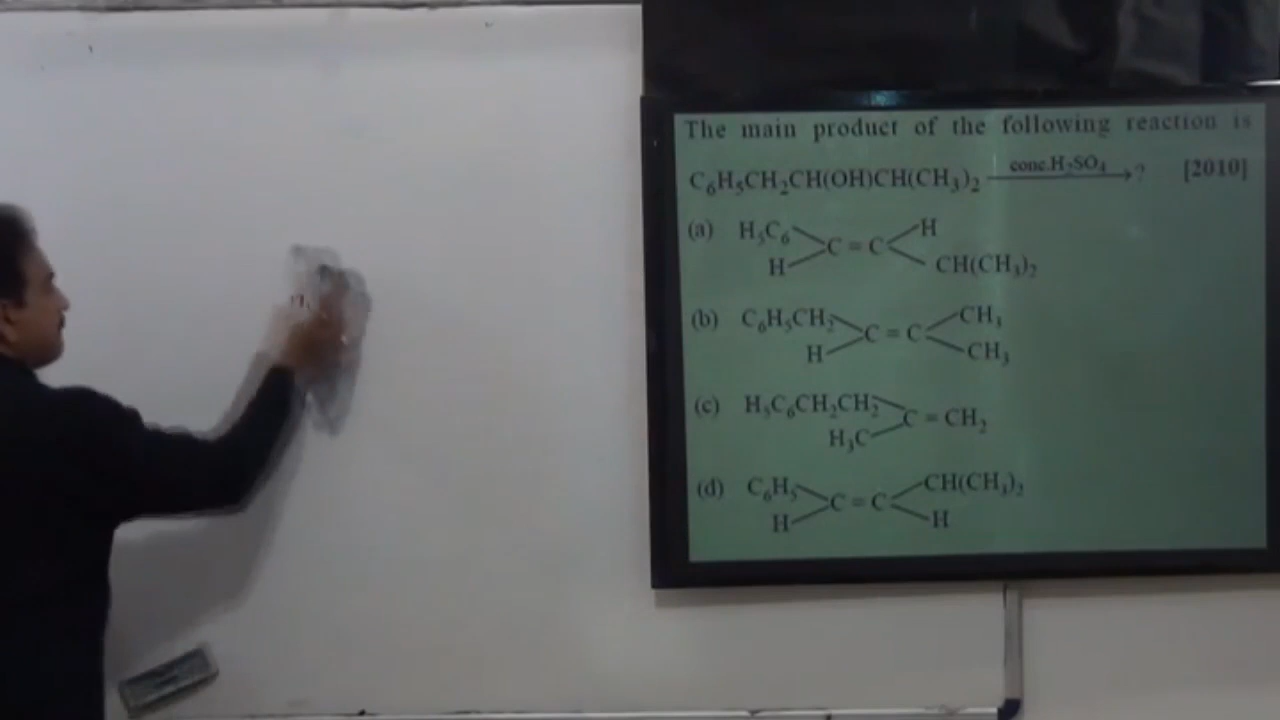 The main product of the following reaction is
C₆H₅CH₂CH(OH)CH(CH₃)₂ conc.H₂SO₄ → ? [2010]
(a) H₅C₆ H C = C H CH(CH₃)₂
(b) C₆H₅CH₂ H C = C CH₃ CH₃
(c) H₅C₆CH₂CH₂ H₃C C = CH₂
(d) C₆H₅ H C = C CH(CH₃)₂ H